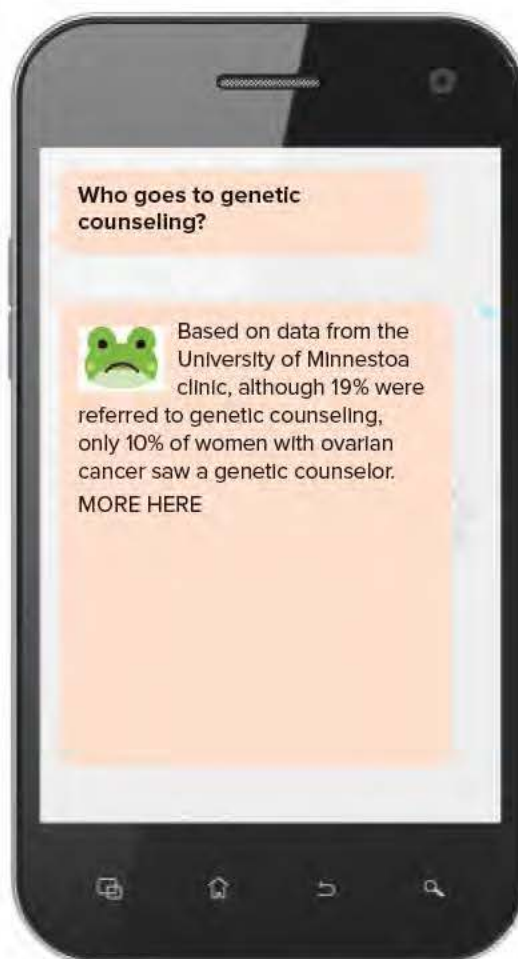 Who goes to genetic
counseling?
Based on data from the
University of Minnestoa
clinic, although 19% were
referred to genetic counseling,
only 10% of women with ovarian
cancer saw a genetic counselor.
MORE HERE